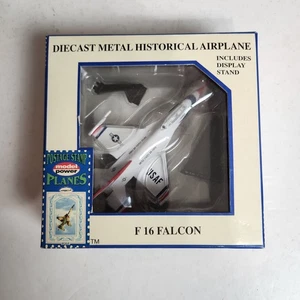 DIECAST METAL HISTORICAL AIRPLANE
INCLUDES
DISPLAY
STAND
USAF
POSTAGE STAMP
model
power
PLANES
TM
F 16 FALCON